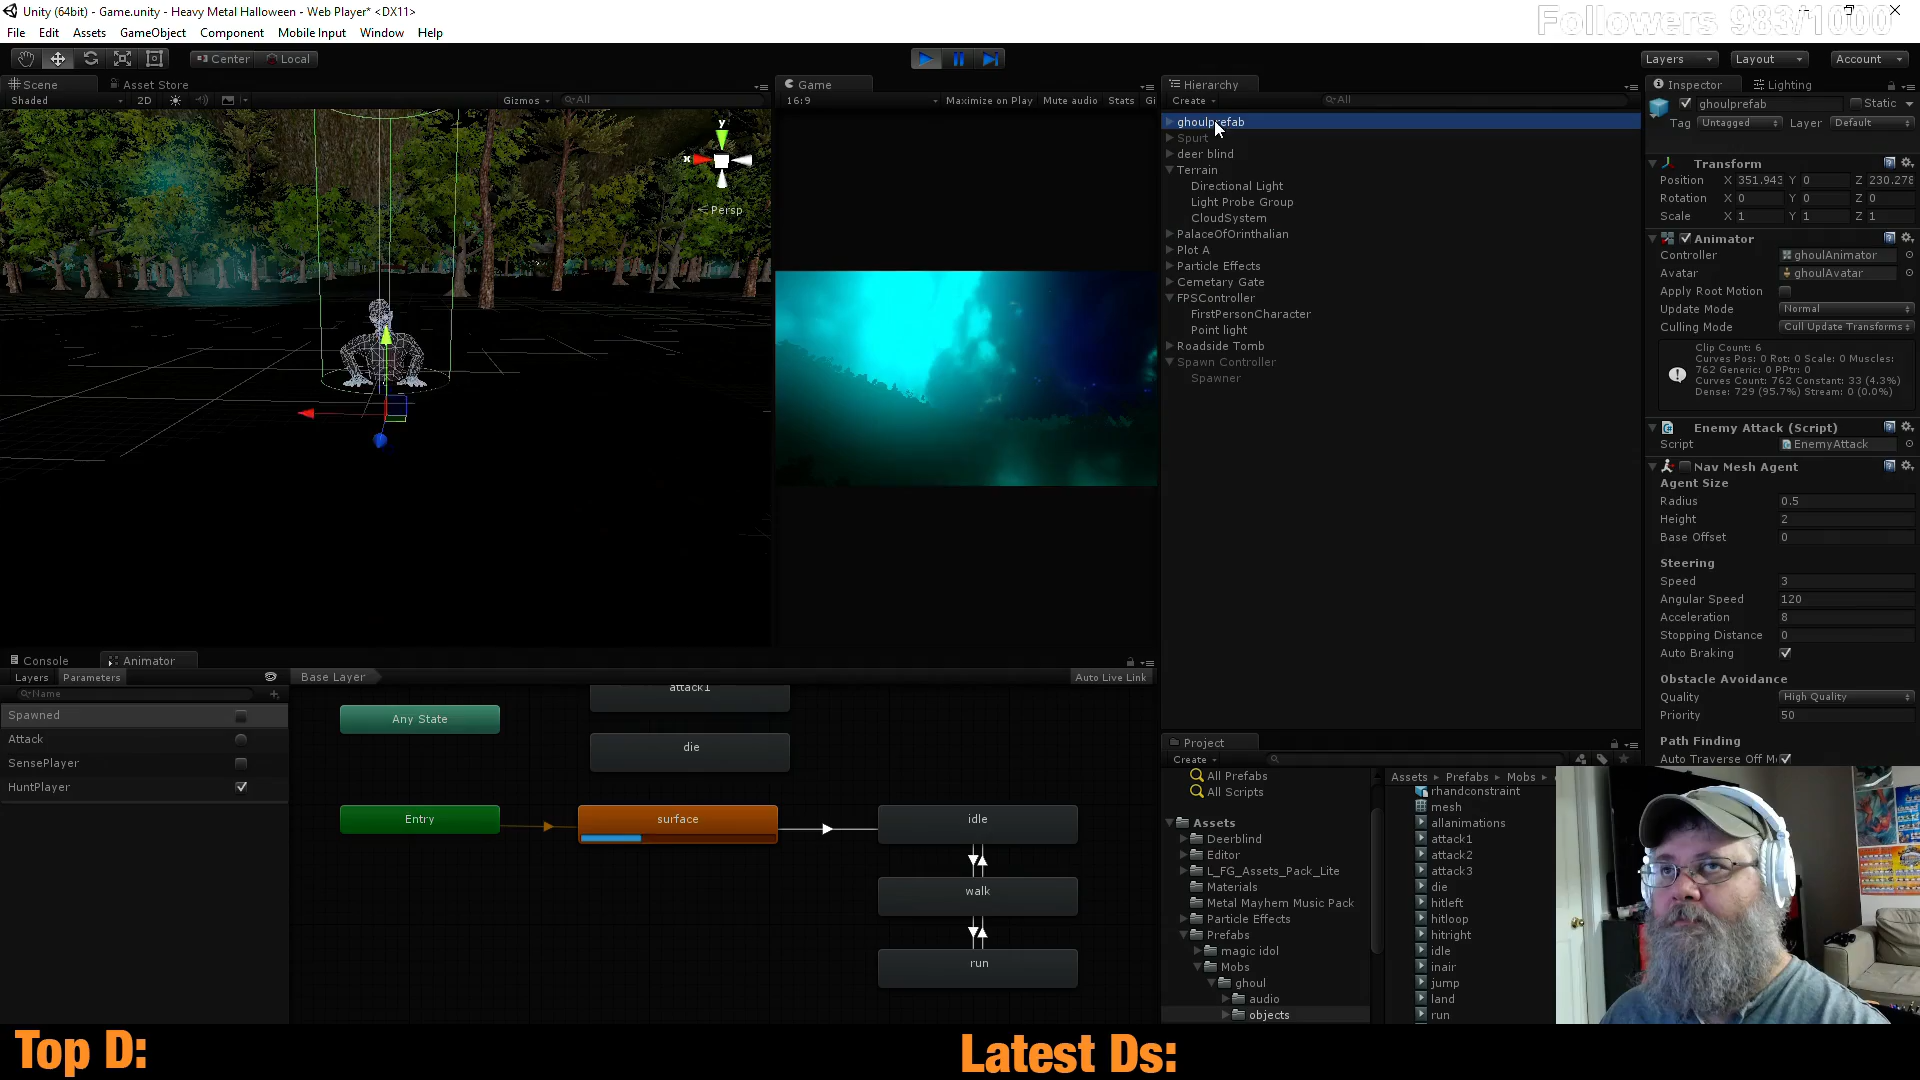 Unity (64bit) - Game.unity - Heavy Metal Halloween - Web Player* <DX11>
Followers 983/1000
File Edit Assets GameObject Component Mobile Input Window Help
Center Local
Layers Layout Account
Scene Asset Store
Shaded 2D Gizmos All
y
x
Persp
Game
16:9 Maximize on Play Mute audio Stats Gi
Hierarchy
Create All
ghoulprefab
Spurt
deer blind
Terrain
Directional Light
Light Probe Group
CloudSystem
PalaceOfOrinthalian
Plot A
Particle Effects
Cemetary Gate
FPSController
FirstPersonCharacter
Point light
Roadside Tomb
Spawn Controller
Spawner
Inspector Lighting
ghoulprefab Static
Tag Untagged Layer Default
Transform
Position X 351.943 Y 0 Z 230.278
Rotation X 0 Y 0 Z 0
Scale X 1 Y 1 Z 1
Animator
Controller ghoulAnimator
Avatar ghoulAvatar
Apply Root Motion
Update Mode Normal
Culling Mode Cull Update Transforms
Clip Count: 6
Curves Pos: 0 Rot: 0 Scale: 0 Muscles:
762 Generic: 0 PPtr: 0
Curves Count: 762 Constant: 33 (4.3%)
Dense: 729 (95.7%) Stream: 0 (0.0%)
Enemy Attack (Script)
Script EnemyAttack
Nav Mesh Agent
Agent Size
Radius 0.5
Height 2
Base Offset 0
Steering
Speed 3
Angular Speed 120
Acceleration 8
Stopping Distance 0
Auto Braking
Obstacle Avoidance
Quality High Quality
Priority 50
Path Finding
Auto Traverse Off M
Console Animator
Layers Parameters
Name
Spawned
Attack
SensePlayer
HuntPlayer
Base Layer Auto Live Link
attack1
Any State
die
Entry
surface
idle
walk
run
Project
Create
All Prefabs
All Scripts
Assets
Deerblind
Editor
L_FG_Assets_Pack_Lite
Materials
Metal Mayhem Music Pack
Particle Effects
Prefabs
magic idol
Mobs
ghoul
audio
objects
Assets Prefabs Mobs
rhandconstraint
mesh
allanimations
attack1
attack2
attack3
die
hitleft
hitloop
hitright
idle
inair
jump
land
run
Top D:
Latest Ds: